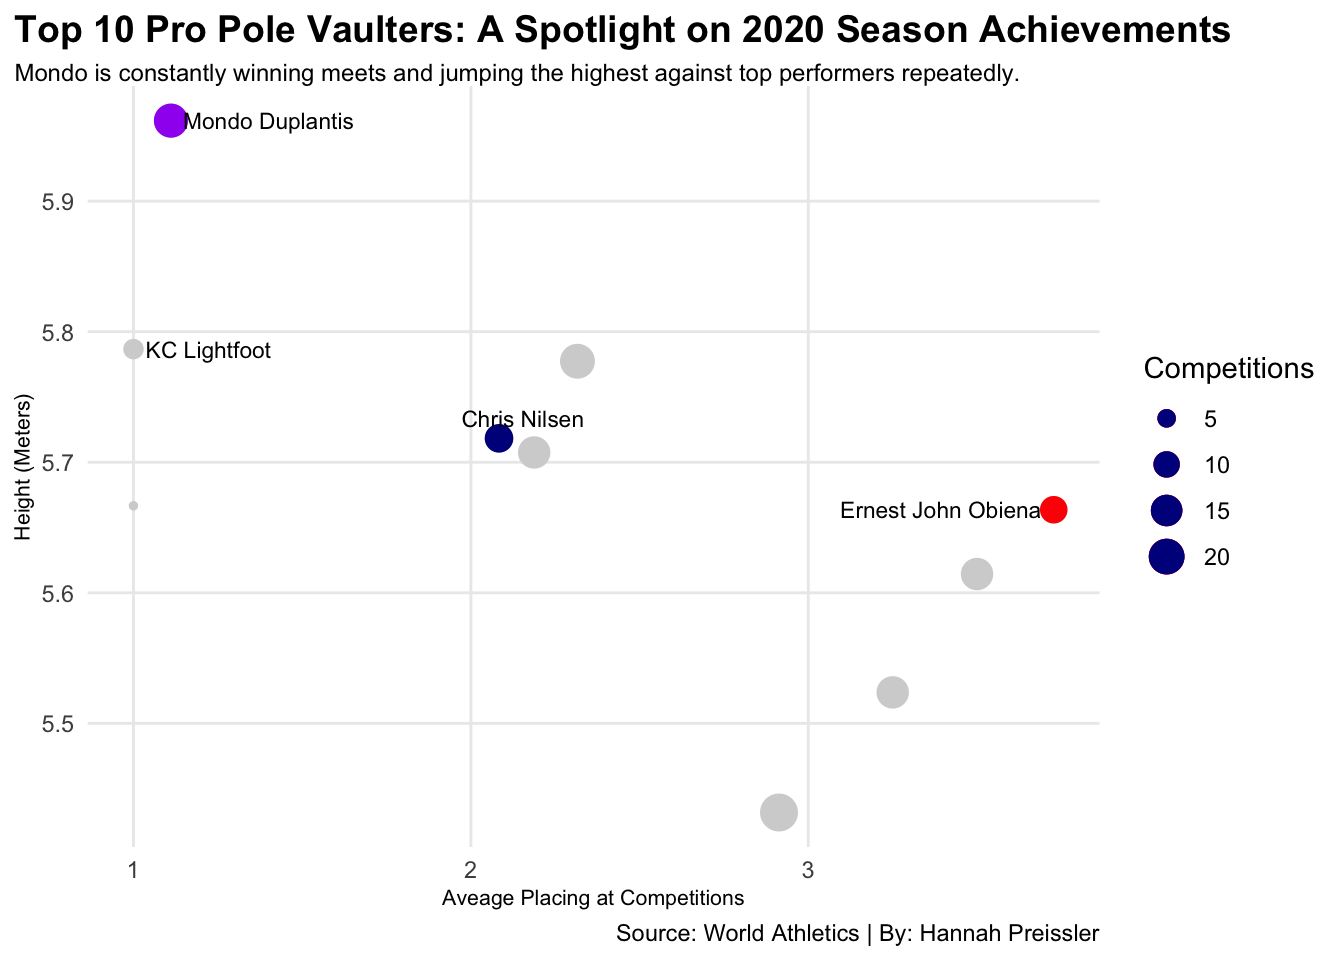 Top 10 Pro Pole Vaulters: A Spotlight on 2020 Season Achievements
Mondo is constantly winning meets and jumping the highest against top performers repeatedly.
Mondo Duplantis
5.9
5.8
KC Lightfoot
Chris Nilsen
5.7
Ernest John Obiena
5.6
5.5
Height (Meters)
1 2 3
Aveage Placing at Competitions
Source: World Athletics | By: Hannah Preissler
Competitions
5
10
15
20